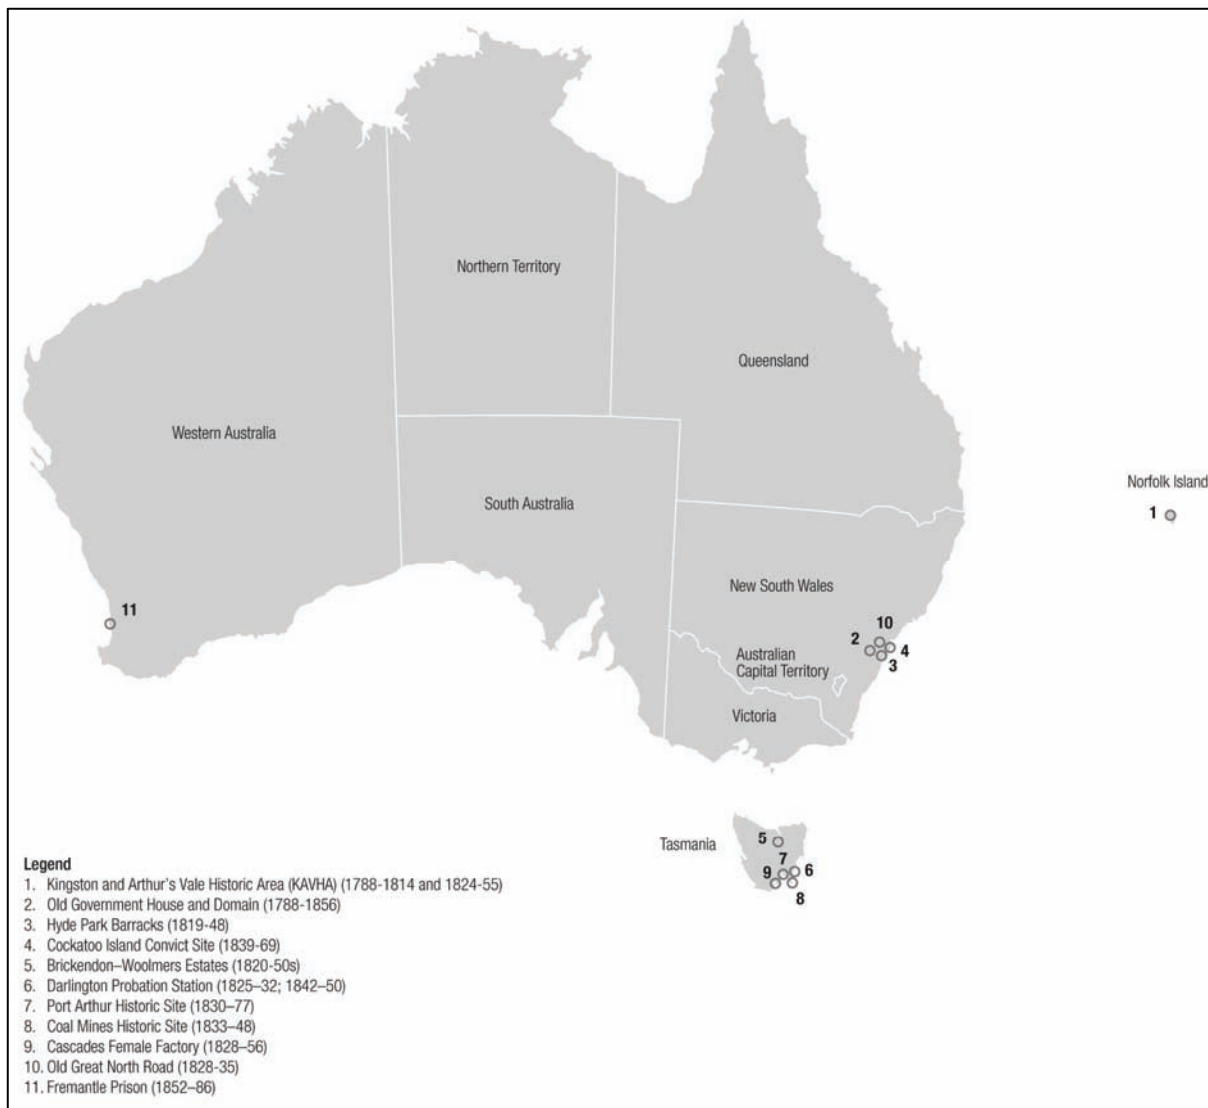 Northern Territory
Queensland
Western Australia
Norfolk Island
South Australia
1
New South Wales
11
10
2
4
Australian
Capital Territory
3
Victoria
5
Tasmania
7
6
9
8
Legend
1. Kingston and Arthur's Vale Historic Area (KAVHA) (1788-1814 and 1824-55)
2. Old Government House and Domain (1788-1856)
3. Hyde Park Barracks (1819-48)
4. Cockatoo Island Convict Site (1839-69)
5. Brickendon–Woolmers Estates (1820-50s)
6. Darlington Probation Station (1825–32; 1842–50)
7. Port Arthur Historic Site (1830–77)
8. Coal Mines Historic Site (1833–48)
9. Cascades Female Factory (1828–56)
10. Old Great North Road (1828-35)
11. Fremantle Prison (1852–86)